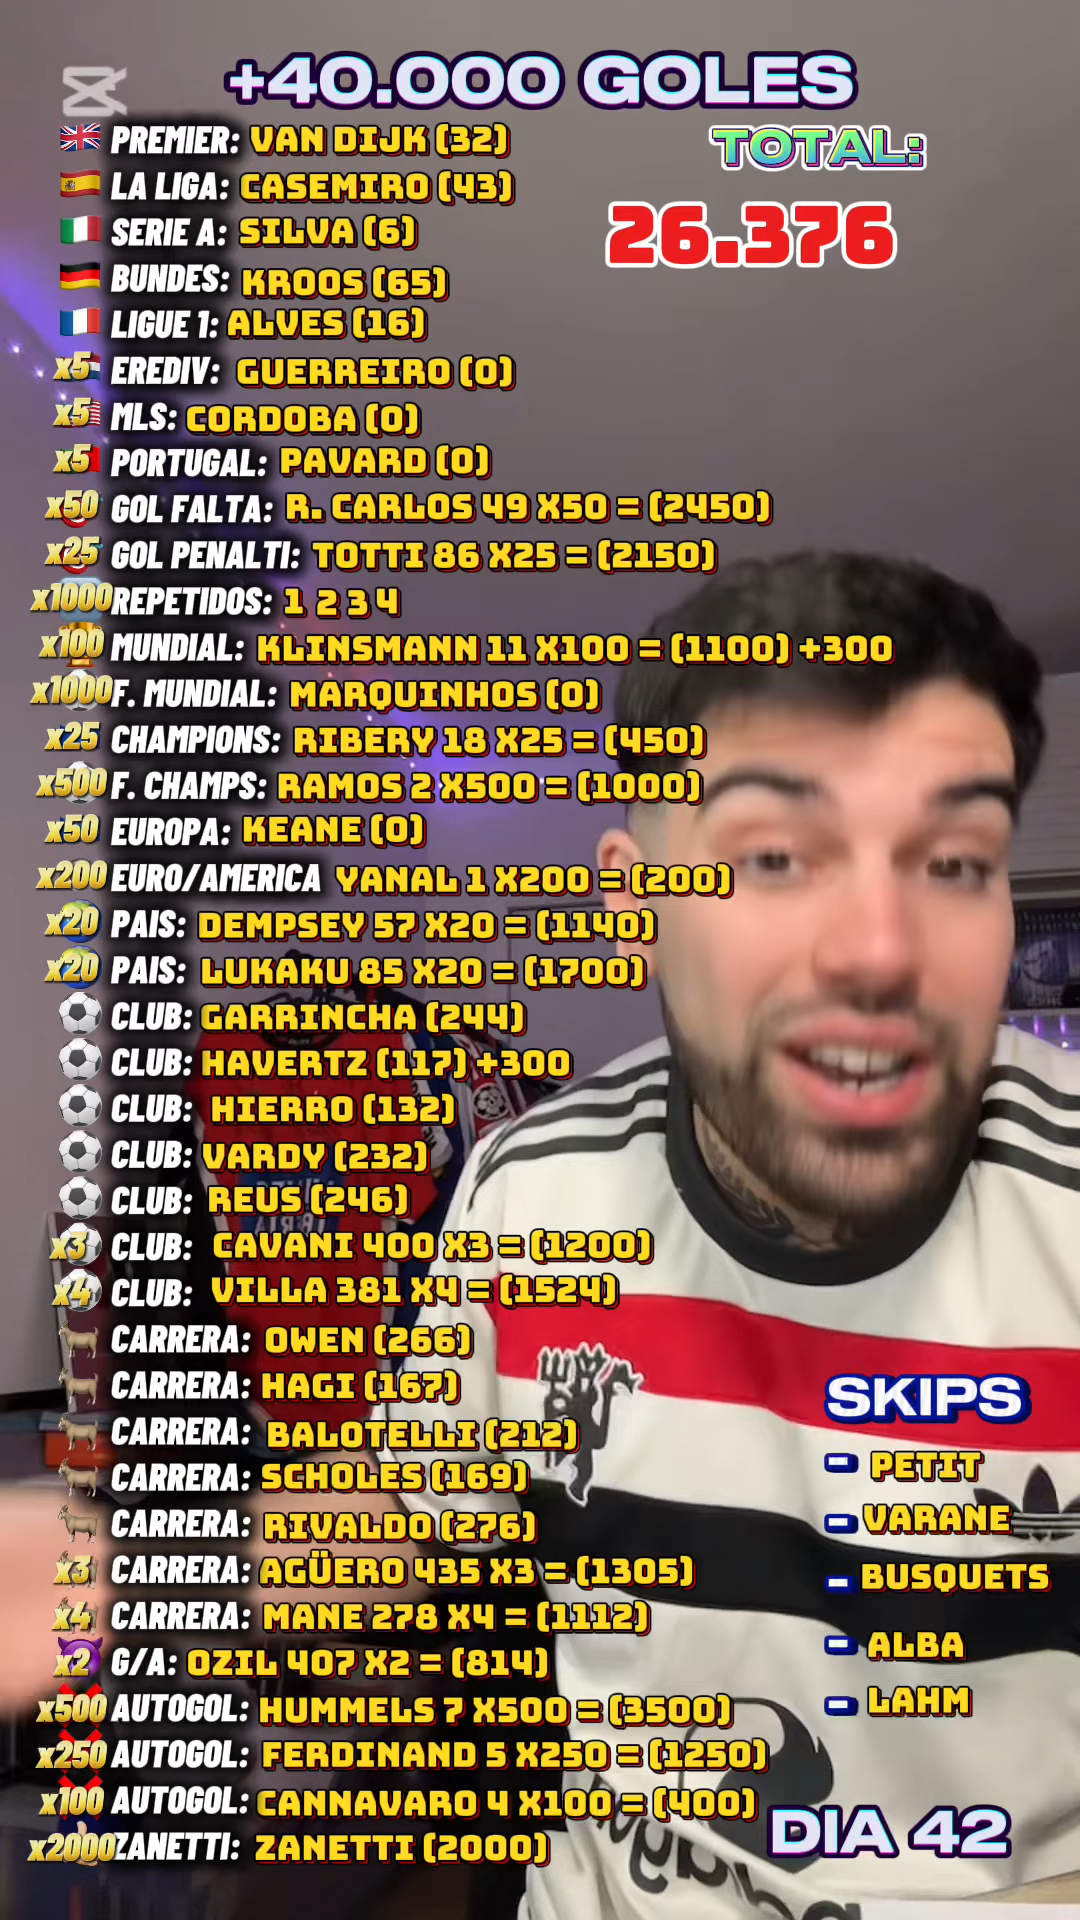 +40.000 GOLES
TOTAL:
26.376
PREMIER: VAN DIJK (32)
LA LIGA: CASEMIRO (43)
SERIE A: SILVA (6)
BUNDES: KROOS (65)
LIGUE 1: ALVES (16)
x5 EREDIV: GUERREIRO (0)
x5 MLS: CORDOBA (0)
x5 PORTUGAL: PAVARD (0)
x50 GOL FALTA: R. CARLOS 49 X50 = (2450)
x25 GOL PENALTI: TOTTI 86 X25 = (2150)
x1000 REPETIDOS: 1 2 3 4
x100 MUNDIAL: KLINSMANN 11 X100 = (1100) +300
x1000 F. MUNDIAL: MARQUINHOS (0)
x25 CHAMPIONS: RIBERY 18 X25 = (450)
x500 F. CHAMPS: RAMOS 2 X500 = (1000)
x50 EUROPA: KEANE (0)
x200 EURO/AMERICA YANAL 1 X200 = (200)
x20 PAIS: DEMPSEY 57 X20 = (1140)
x20 PAIS: LUKAKU 85 X20 = (1700)
CLUB: GARRINCHA (244)
CLUB: HAVERTZ (117) +300
CLUB: HIERRO (132)
CLUB: VARDY (232)
CLUB: REUS (246)
x3 CLUB: CAVANI 400 X3 = (1200)
x4 CLUB: VILLA 381 X4 = (1524)
CARRERA: OWEN (266)
CARRERA: HAGI (167)
CARRERA: BALOTELLI (212)
CARRERA: SCHOLES (169)
CARRERA: RIVALDO (276)
x3 CARRERA: AGÜERO 435 X3 = (1305)
x4 CARRERA: MANE 278 X4 = (1112)
x2 G/A: OZIL 407 X2 = (814)
x500 AUTOGOL: HUMMELS 7 X500 = (3500)
x250 AUTOGOL: FERDINAND 5 X250 = (1250)
x100 AUTOGOL: CANNAVARO 4 X100 = (400)
x2000 ZANETTI: ZANETTI (2000)
SKIPS
- PETIT
- VARANE
- BUSQUETS
- ALBA
- LAHM
DIA 42